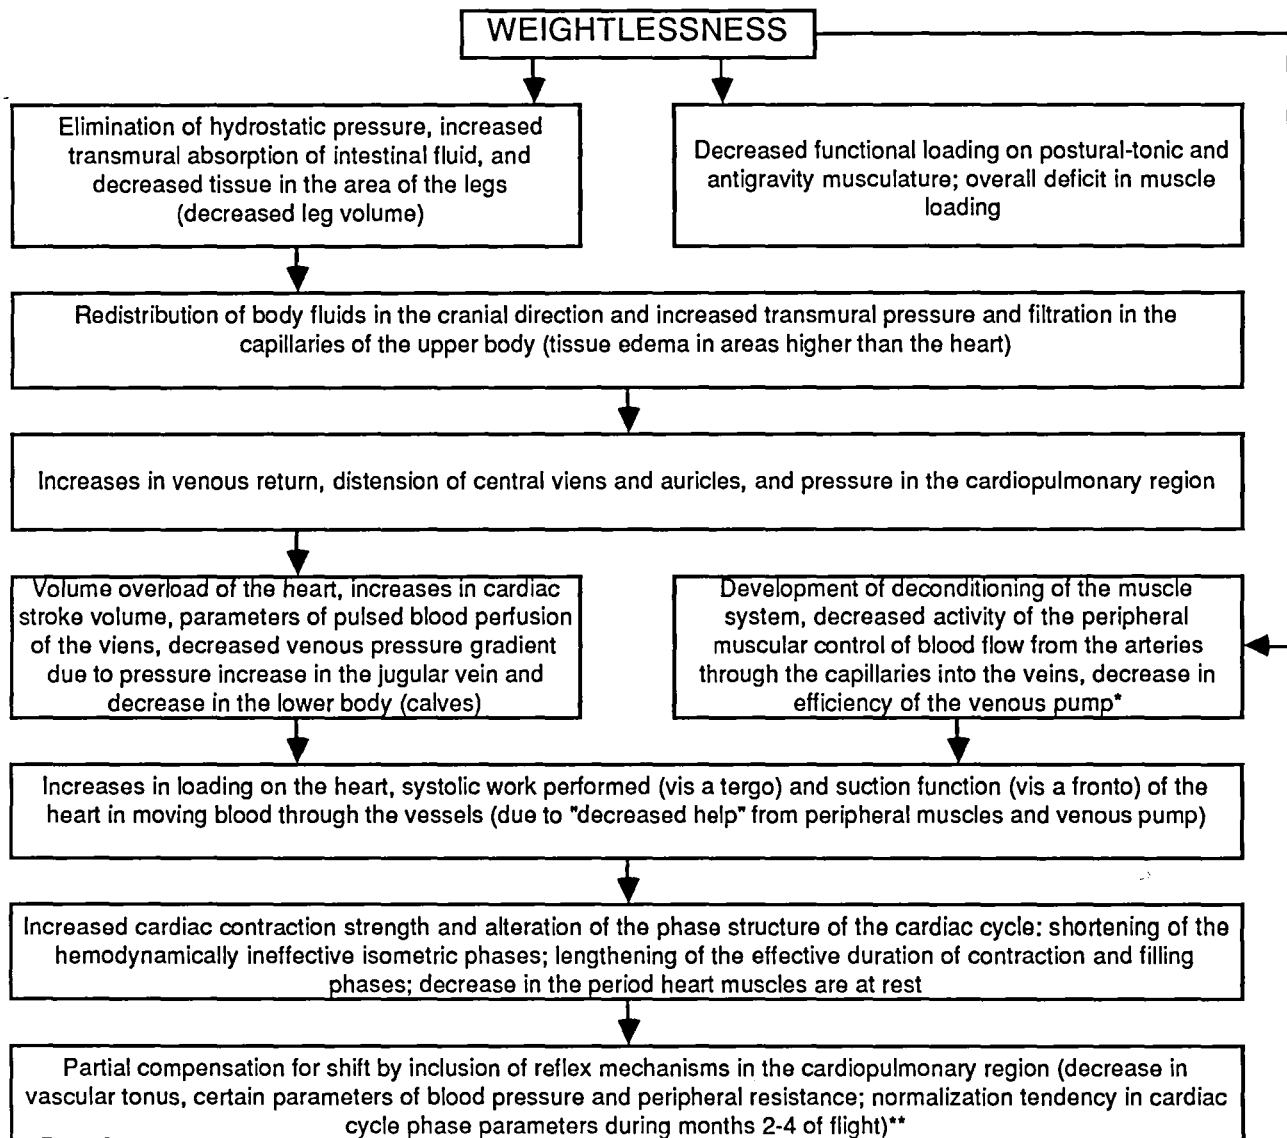 WEIGHTLESSNESS
Elimination of hydrostatic pressure, increased
transmural absorption of intestinal fluid, and
decreased tissue in the area of the legs
(decreased leg volume)
Decreased functional loading on postural-tonic and
antigravity musculature; overall deficit in muscle
loading
Redistribution of body fluids in the cranial direction and increased transmural pressure and filtration in the
capillaries of the upper body (tissue edema in areas higher than the heart)
Increases in venous return, distension of central viens and auricles, and pressure in the cardiopulmonary region
Volume overload of the heart, increases in cardiac
stroke volume, parameters of pulsed blood perfusion
of the viens, decreased venous pressure gradient
due to pressure increase in the jugular vein and
decrease in the lower body (calves)
Development of deconditioning of the muscle
system, decreased activity of the peripheral
muscular control of blood flow from the arteries
through the capillaries into the veins, decrease in
efficiency of the venous pump*
Increases in loading on the heart, systolic work performed (vis a tergo) and suction function (vis a fronto) of the
heart in moving blood through the vessels (due to "decreased help" from peripheral muscles and venous pump)
Increased cardiac contraction strength and alteration of the phase structure of the cardiac cycle: shortening of the
hemodynamically ineffective isometric phases; lengthening of the effective duration of contraction and filling
phases; decrease in the period heart muscles are at rest
Partial compensation for shift by inclusion of reflex mechanisms in the cardiopulmonary region (decrease in
vascular tonus, certain parameters of blood pressure and peripheral resistance; normalization tendency in cardiac
cycle phase parameters during months 2-4 of flight)**